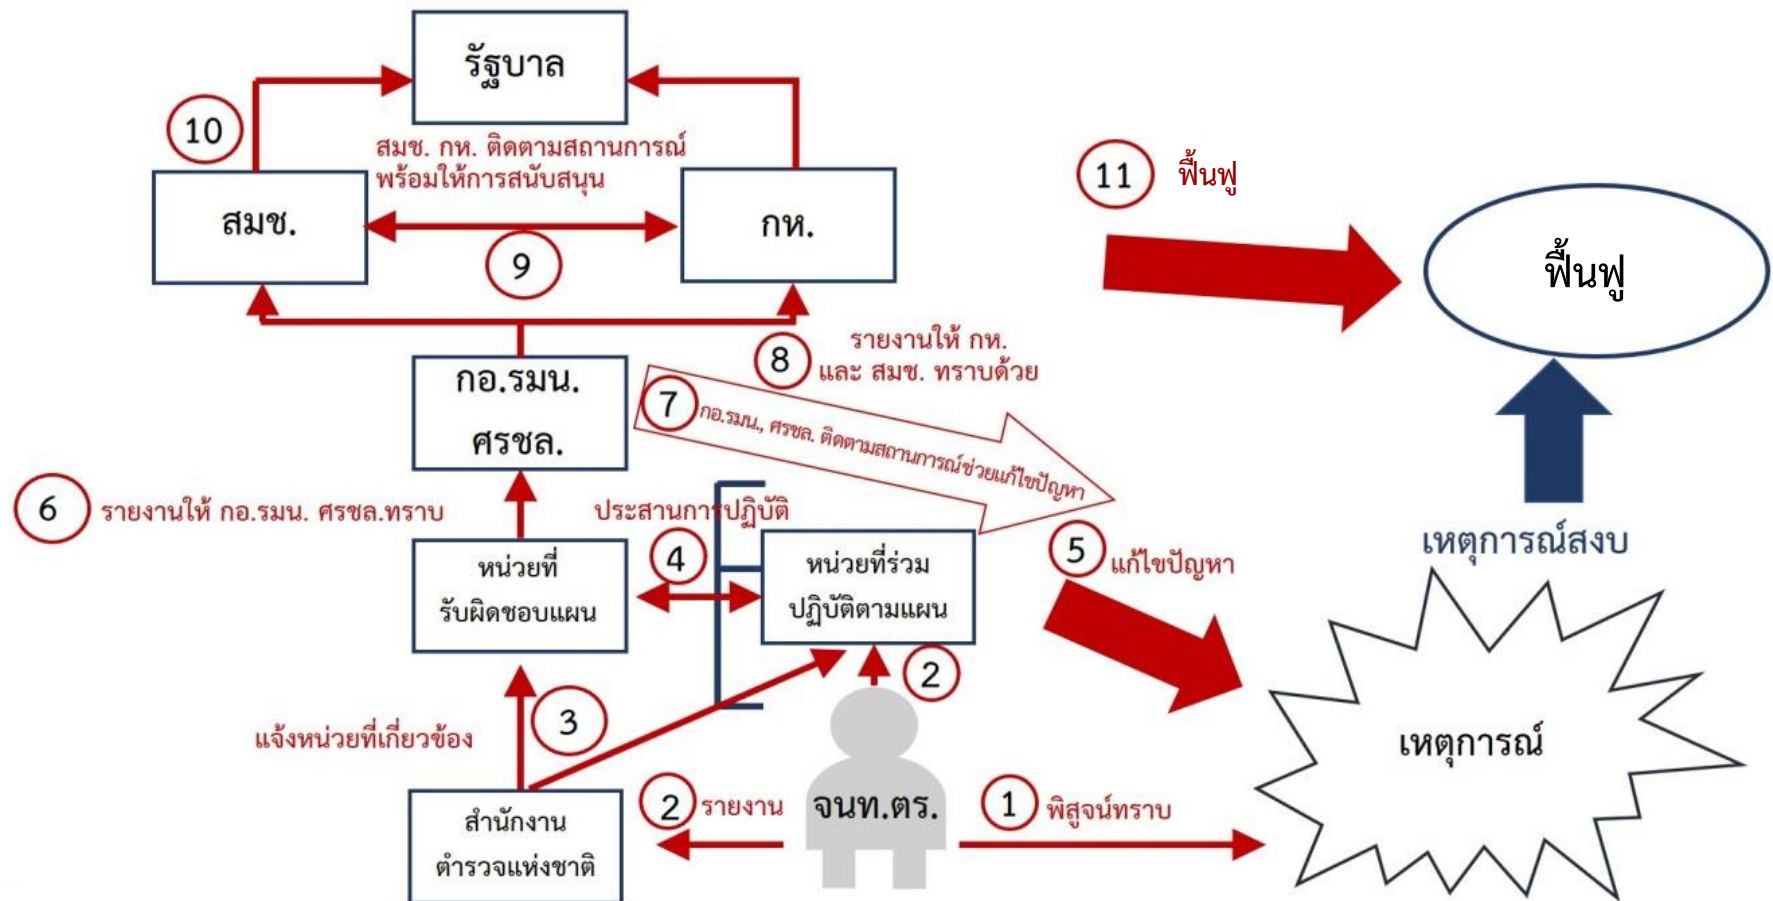 รัฐบาล
10
สมช. กห. ติดตามสถานการณ์
พร้อมให้การสนับสนุน
สมช.
กห.
9
11
ฟื้นฟู
ฟื้นฟู
8
รายงานให้ กห.
และ สมช. ทราบด้วย
กอ.รมน.
ศรชล.
7
กอ.รมน., ศรชล. ติดตามสถานการณ์ช่วยแก้ไขปัญหา
6
รายงานให้ กอ.รมน. ศรชล.ทราบ
ประสานการปฏิบัติ
4
หน่วยที่
รับผิดชอบแผน
หน่วยที่ร่วม
ปฏิบัติตามแผน
5
แก้ไขปัญหา
เหตุการณ์สงบ
2
3
แจ้งหน่วยที่เกี่ยวข้อง
เหตุการณ์
สำนักงาน
ตำรวจแห่งชาติ
2
รายงาน
จนท.ตร.
1
พิสูจน์ทราบ